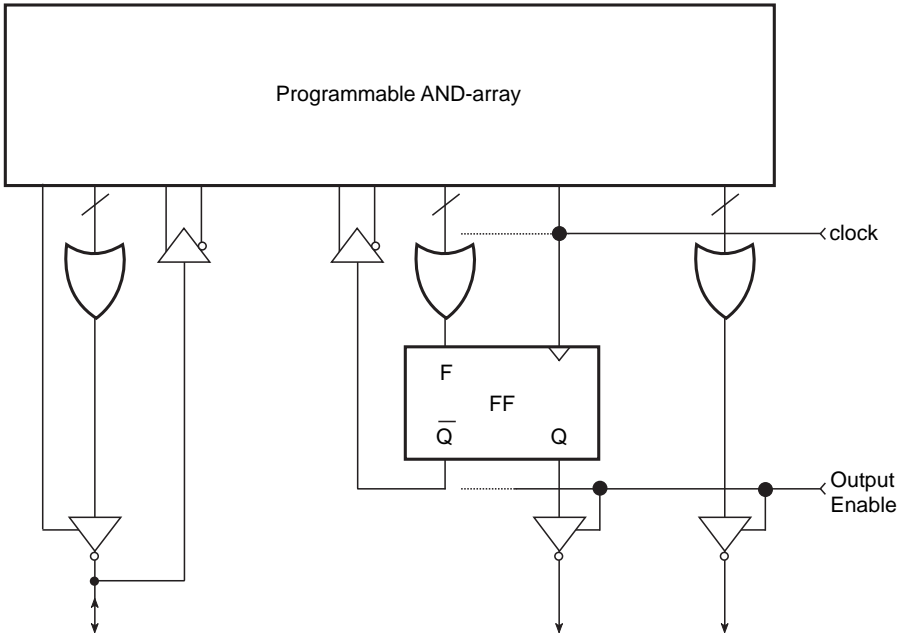 Programmable AND-array
clock
F
FF
Q̅ Q
Output
Enable